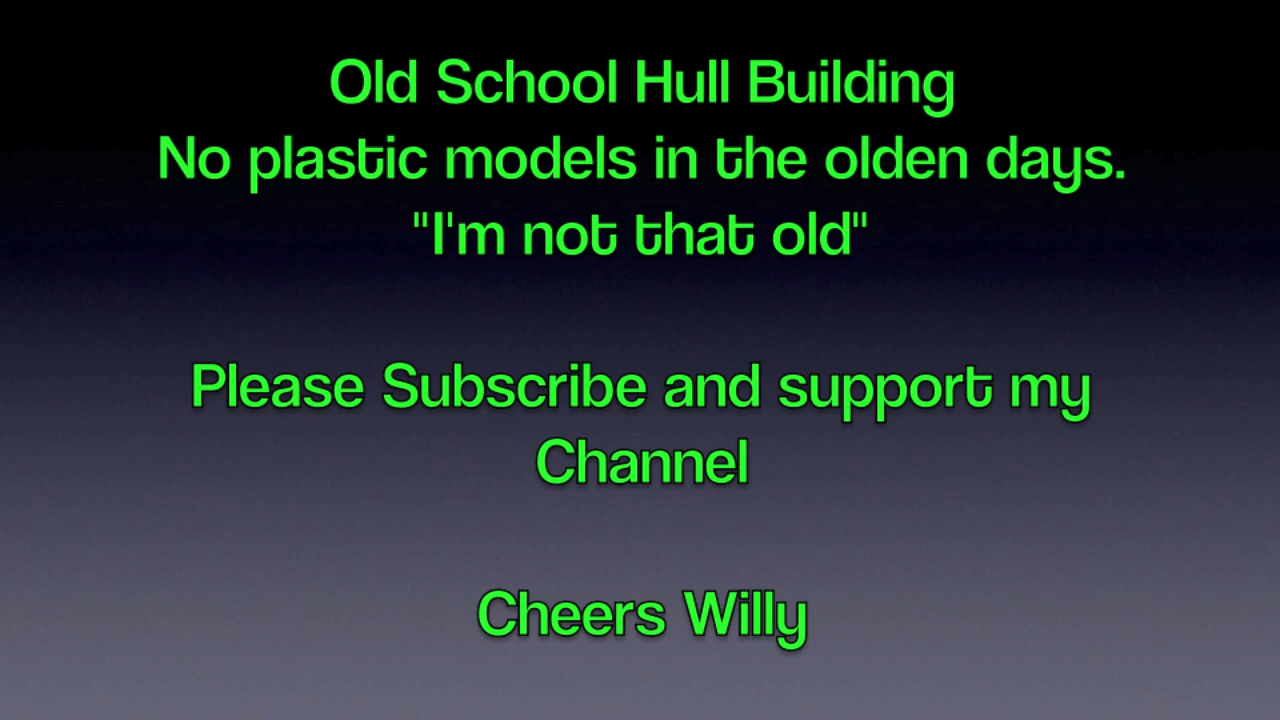 Old School Hull Building
No plastic models in the olden days.
"I'm not that old"
Please Subscribe and support my
Channel
Cheers Willy